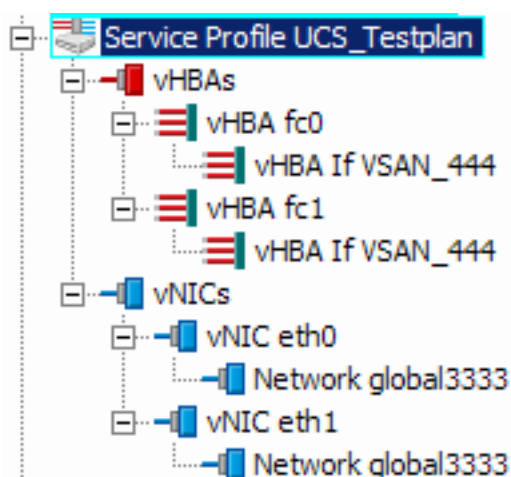 Service Profile UCS_Testplan
vHBAs
vHBA fc0
vHBA If VSAN_444
vHBA fc1
vHBA If VSAN_444
vNICs
vNIC eth0
Network global3333
vNIC eth1
Network global3333